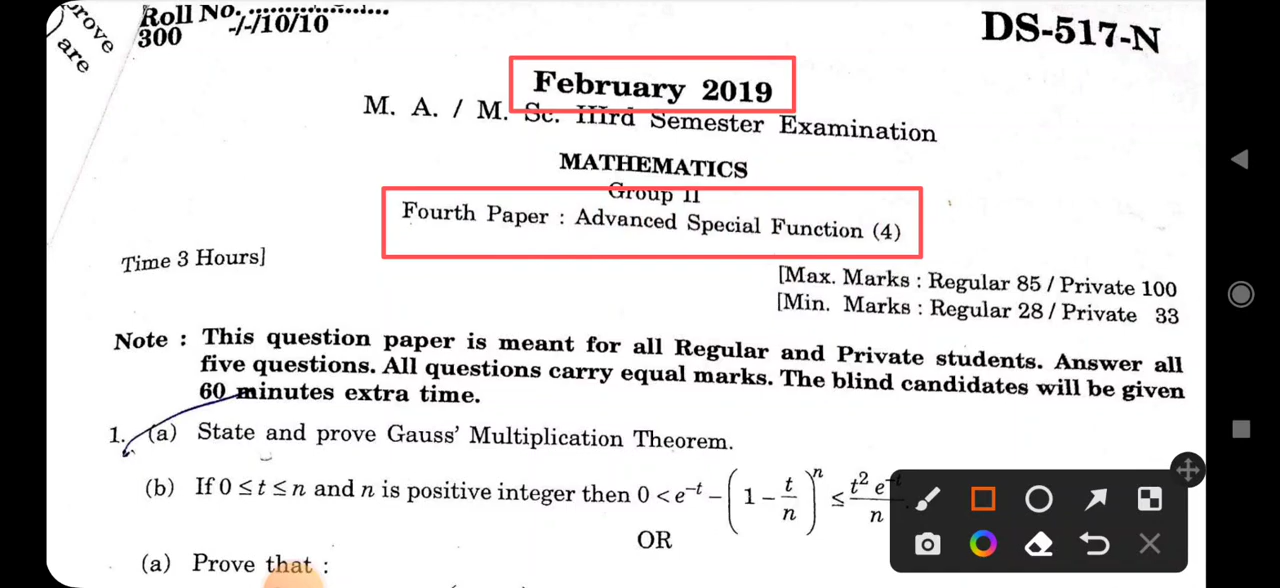 rove
are
Roll No. ........................
300 -/-/10/10
DS-517-N
February 2019
M. A. / M. Sc. IIIrd Semester Examination
MATHEMATICS
Group II
Fourth Paper : Advanced Special Function (4)
Time 3 Hours]
[Max. Marks : Regular 85 / Private 100
[Min. Marks : Regular 28 / Private 33
Note : This question paper is meant for all Regular and Private students. Answer all
five questions. All questions carry equal marks. The blind candidates will be given
60 minutes extra time.
1. (a) State and prove Gauss' Multiplication Theorem.
(b) If 0 ≤ t ≤ n and n is positive integer then 0 < e⁻ᵗ – (1 – t/n)ⁿ ≤ t² e⁻ᵗ/n
OR
(a) Prove that :